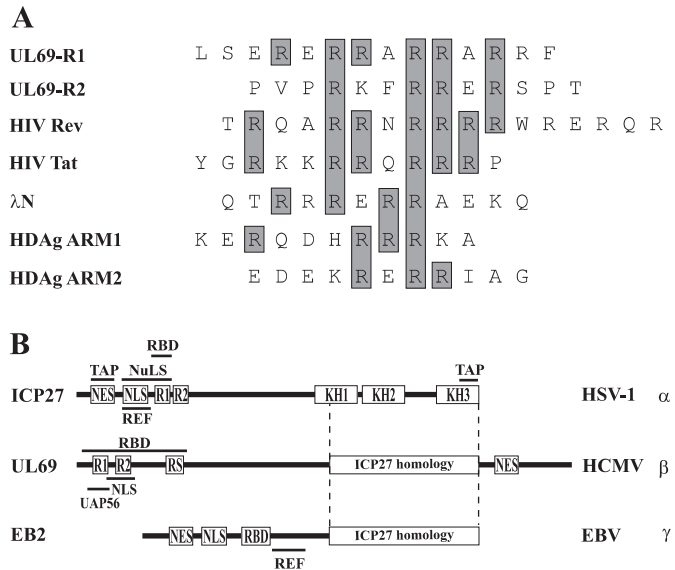 A
UL69-R1 L S E R E R R A R R A R R F
UL69-R2 P V P R K F R R E R S P T
HIV Rev T R Q A R R N R R R R W R E R Q R
HIV Tat Y G R K K R R Q R R R P
λN Q T R R R E R R A E K Q
HDAg ARM1 K E R Q D H R R R K A
HDAg ARM2 E D E K R E R R I A G
B
RBD
TAP NuLS TAP
ICP27 NES NLS R1 R2 KH1 KH2 KH3 HSV-1 α
REF
RBD
UL69 R1 R2 RS ICP27 homology NES HCMV β
NLS
UAP56
EB2 NES NLS RBD ICP27 homology EBV γ
REF